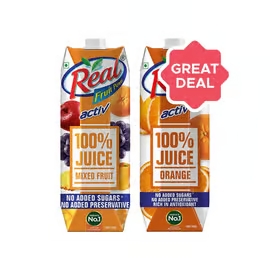 Real
Fruit Power
activ
100%
JUICE
MIXED FRUIT
NO ADDED SUGARS*
NO ADDED PRESERVATIVE
No.1
activ
100%
JUICE
ORANGE
NO ADDED SUGARS*
NO ADDED PRESERVATIVE
RICH IN ANTIOXIDANT
No.1
GREAT
DEAL